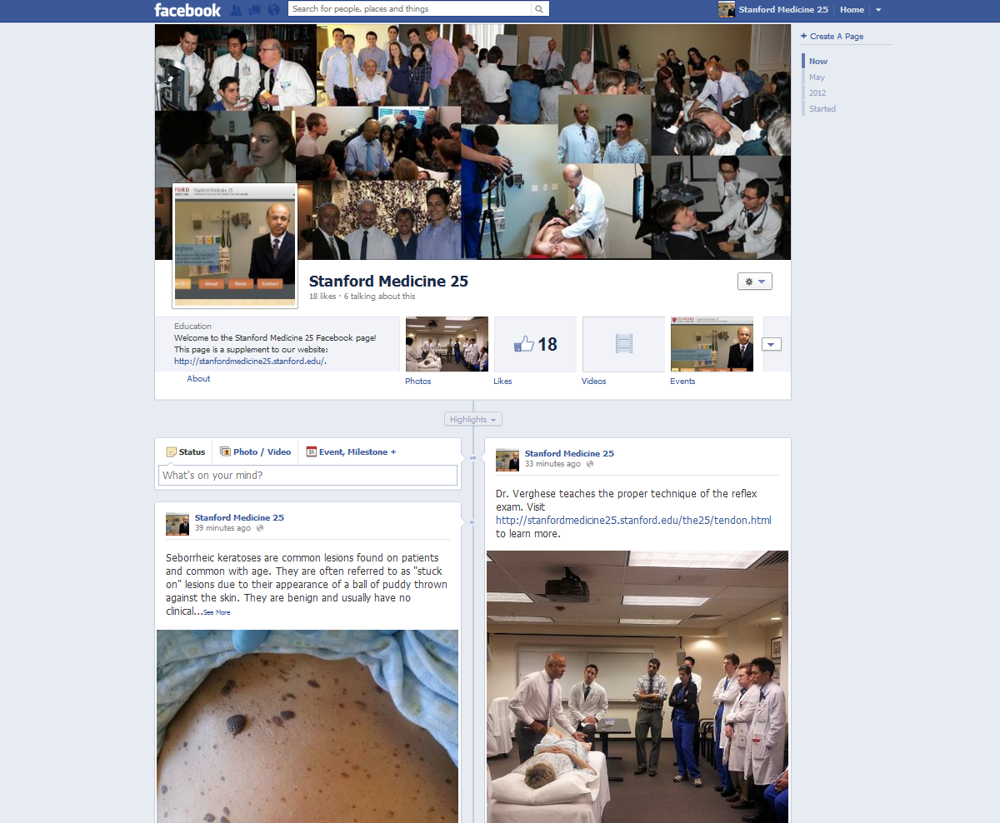 facebook
Search for people, places and things
Stanford Medicine 25
Home
Create A Page
Now
May
2012
Started
Stanford Medicine 25
About
News
Contact
Stanford Medicine 25
18 likes · 6 talking about this
Education
Welcome to the Stanford Medicine 25 Facebook page!
This page is a supplement to our website:
http://stanfordmedicine25.stanford.edu/.
About
18
Photos
Likes
Videos
Events
Highlights
Status
Photo / Video
31
Event, Milestone +
What's on your mind?
Stanford Medicine 25
39 minutes ago
Seborrheic keratoses are common lesions found on patients
and common with age. They are often referred to as "stuck
on" lesions due to their appearance of a ball of puddy thrown
against the skin. They are benign and usually have no
clinical...See More
Stanford Medicine 25
33 minutes ago
Dr. Verghese teaches the proper technique of the reflex
exam. Visit
http://stanfordmedicine25.stanford.edu/the25/tendon.html
to learn more.